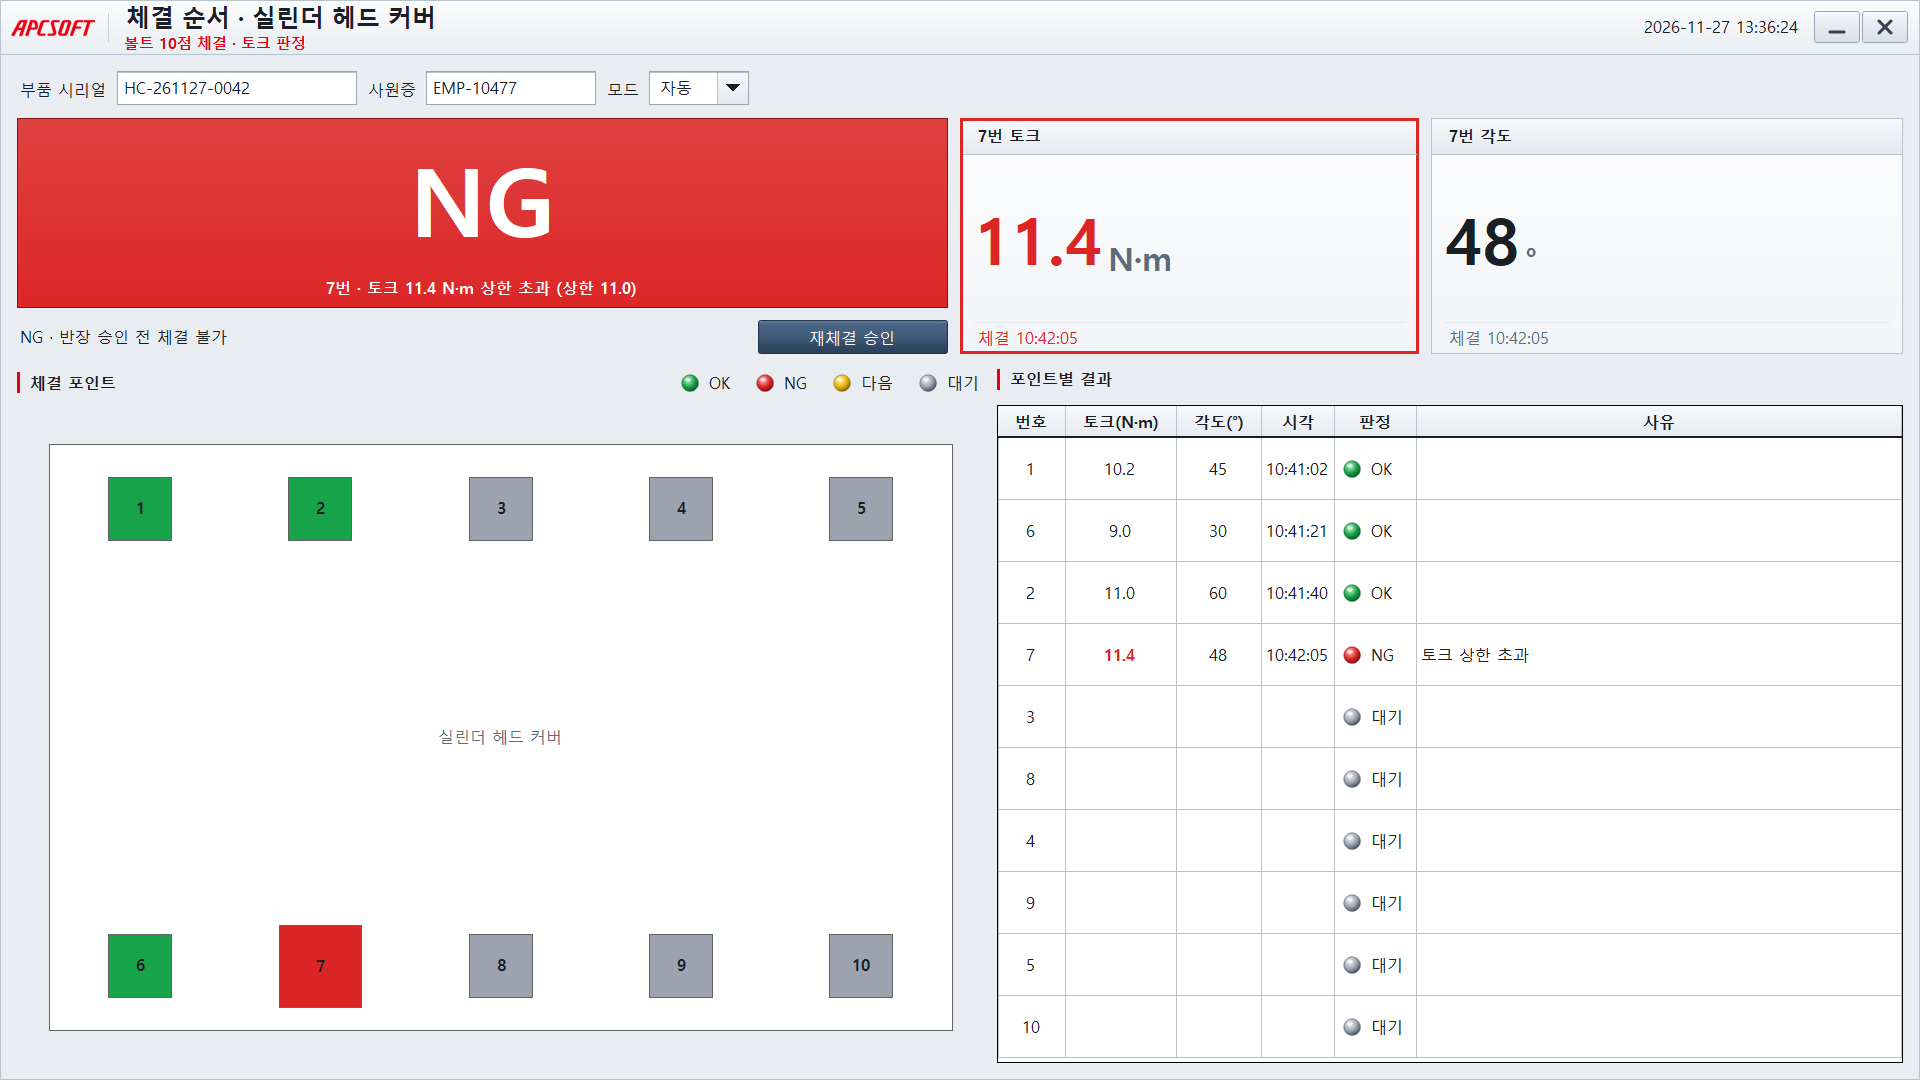 APCSOFT
체결 순서 · 실린더 헤드 커버
볼트 10점 체결 · 토크 판정
2026-11-27 13:36:24
부품 시리얼 HC-261127-0042 사원증 EMP-10477 모드 자동
NG
7번 · 토크 11.4 N·m 상한 초과 (상한 11.0)
NG · 반장 승인 전 체결 불가
재체결 승인
7번 토크
11.4 N·m
체결 10:42:05
7번 각도
48 °
체결 10:42:05
체결 포인트
OK NG 다음 대기
1 2 3 4 5
실린더 헤드 커버
6 7 8 9 10
포인트별 결과
번호 토크(N·m) 각도(°) 시각 판정 사유
1 10.2 45 10:41:02 OK
6 9.0 30 10:41:21 OK
2 11.0 60 10:41:40 OK
7 11.4 48 10:42:05 NG 토크 상한 초과
3 대기
8 대기
4 대기
9 대기
5 대기
10 대기